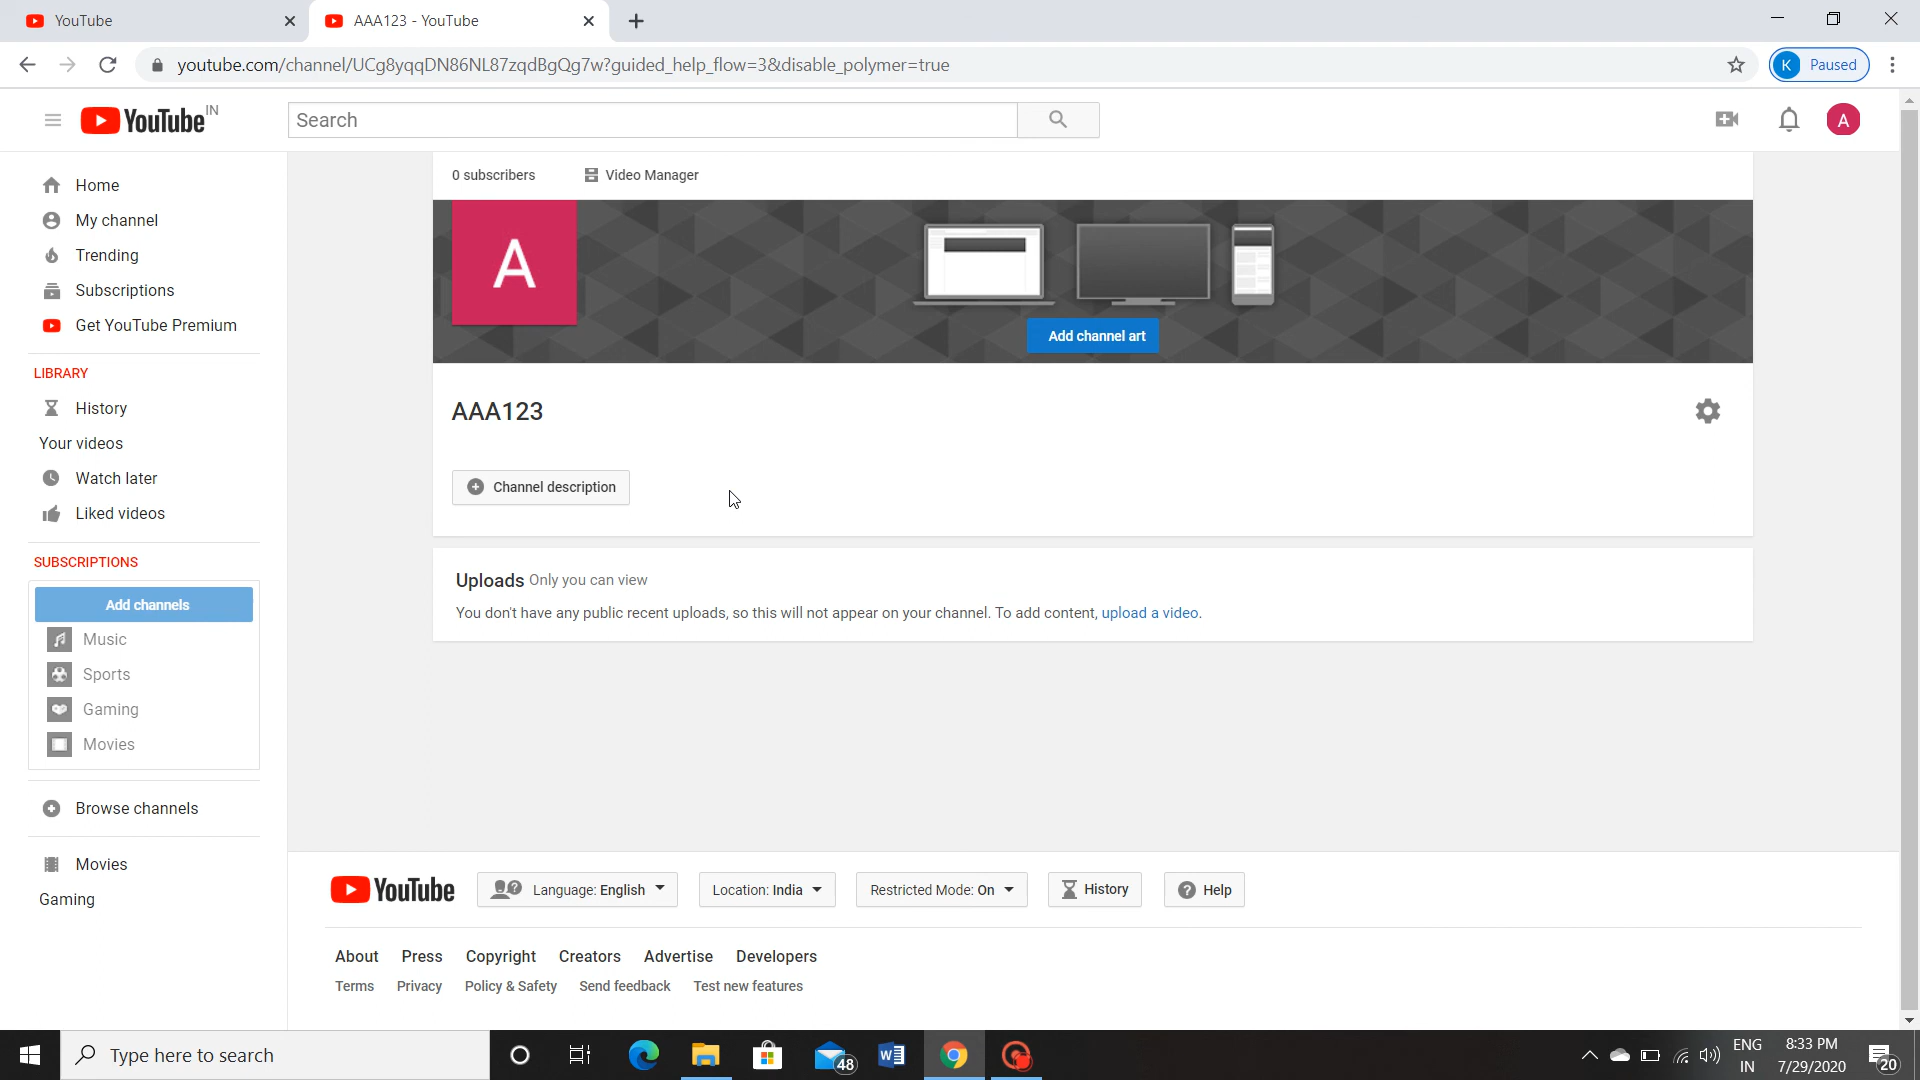 YouTube
AAA123 - YouTube
youtube.com/channel/UCg8yqqDN86NL87zqdBgQg7w?guided_help_flow=3&disable_polymer=true
K Paused
YouTube IN
Search
A
Home
My channel
Trending
Subscriptions
Get YouTube Premium
LIBRARY
History
Your videos
Watch later
Liked videos
SUBSCRIPTIONS
Add channels
Music
Sports
Gaming
Movies
Browse channels
Movies
Gaming
0 subscribers Video Manager
A
Add channel art
AAA123
Channel description
Uploads Only you can view
You don't have any public recent uploads, so this will not appear on your channel. To add content, upload a video.
YouTube Language: English Location: India Restricted Mode: On History Help
About Press Copyright Creators Advertise Developers
Terms Privacy Policy & Safety Send feedback Test new features
Type here to search
48
ENG
IN
8:33 PM
7/29/2020
20